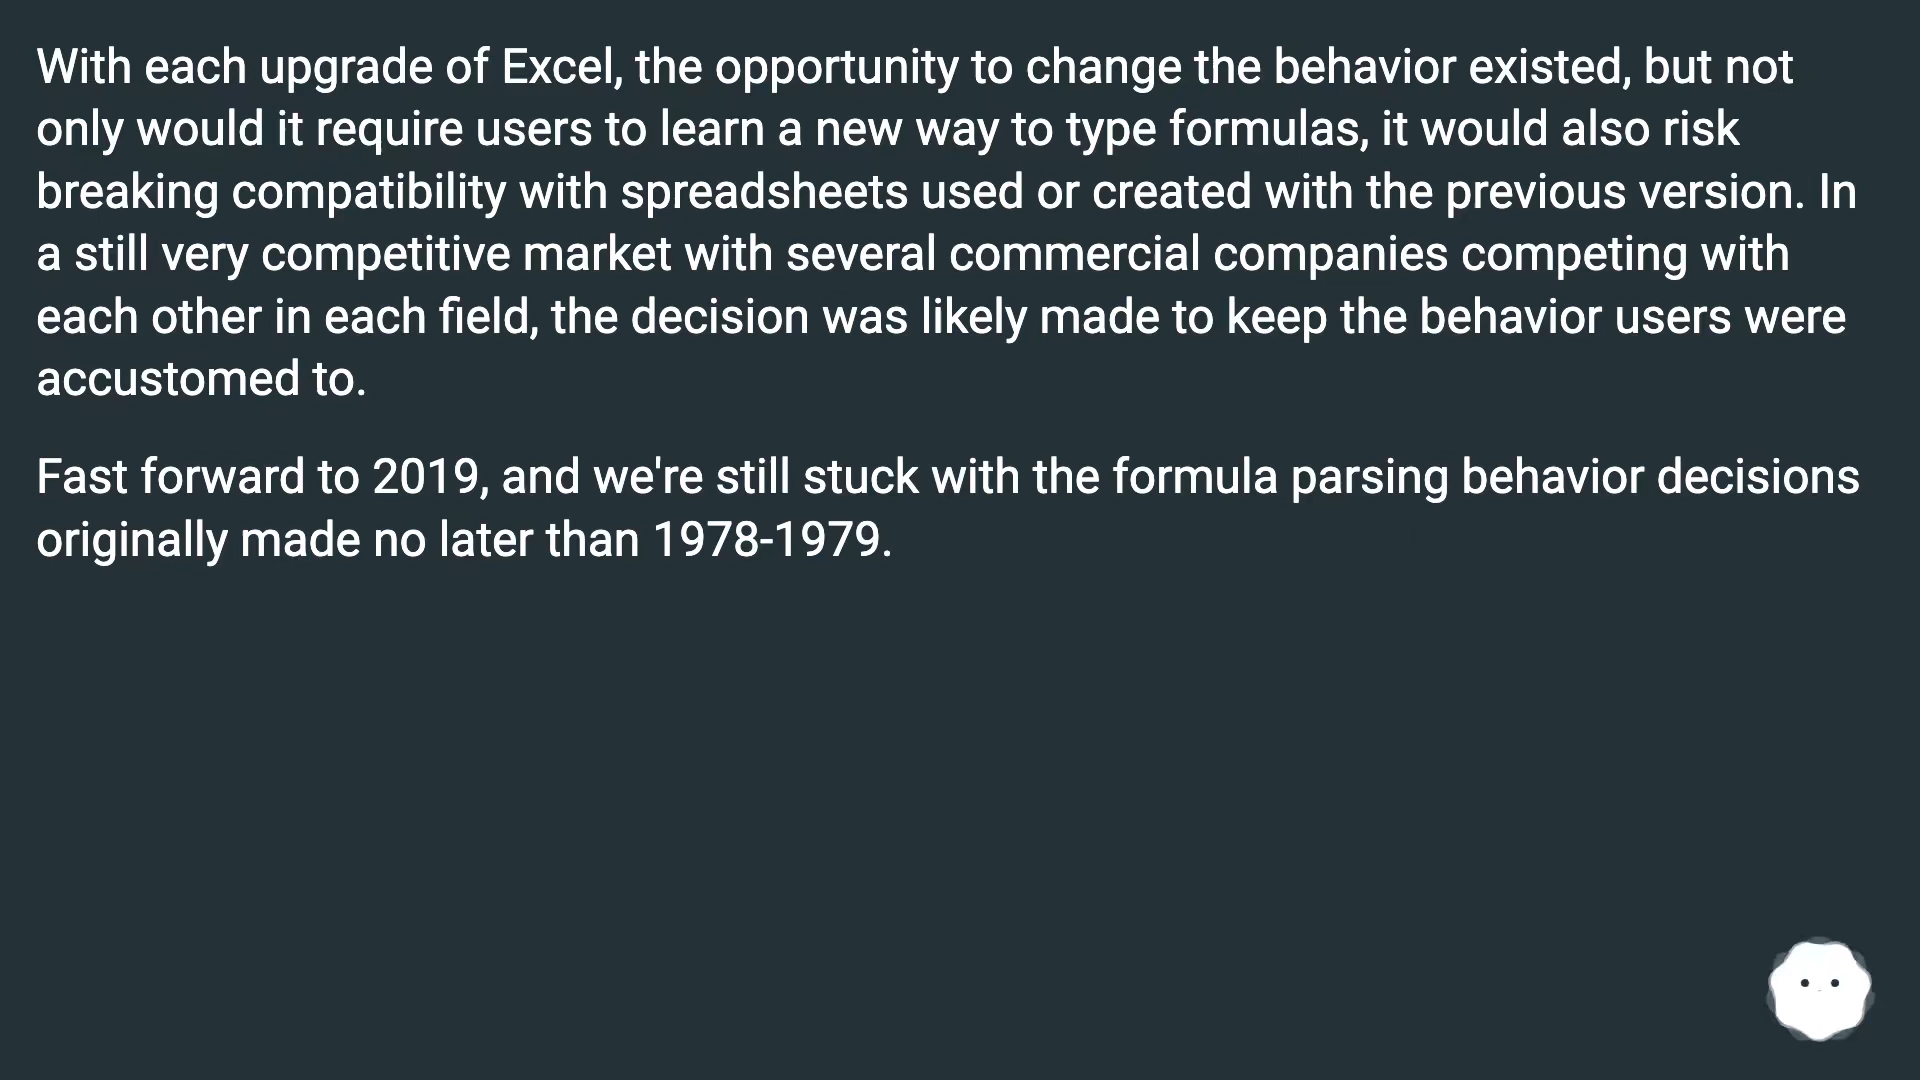 With each upgrade of Excel, the opportunity to change the behavior existed, but not
only would it require users to learn a new way to type formulas, it would also risk
breaking compatibility with spreadsheets used or created with the previous version. In
a still very competitive market with several commercial companies competing with
each other in each field, the decision was likely made to keep the behavior users were
accustomed to.
Fast forward to 2019, and we're still stuck with the formula parsing behavior decisions
originally made no later than 1978-1979.